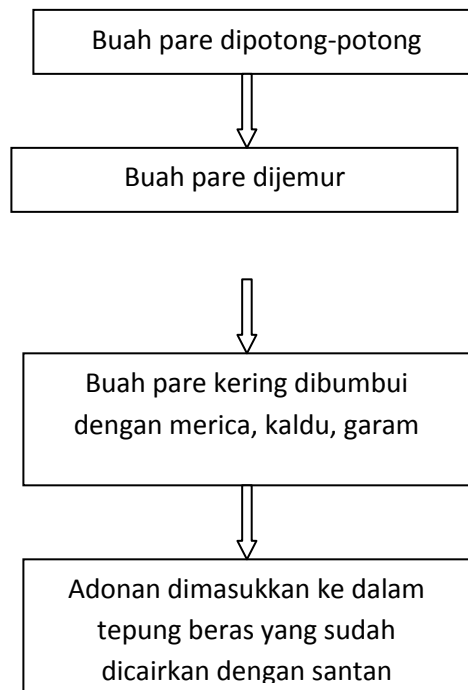 Buah pare dipotong-potong
Buah pare dijemur
Buah pare kering dibumbui
dengan merica, kaldu, garam
Adonan dimasukkan ke dalam
tepung beras yang sudah
dicairkan dengan santan